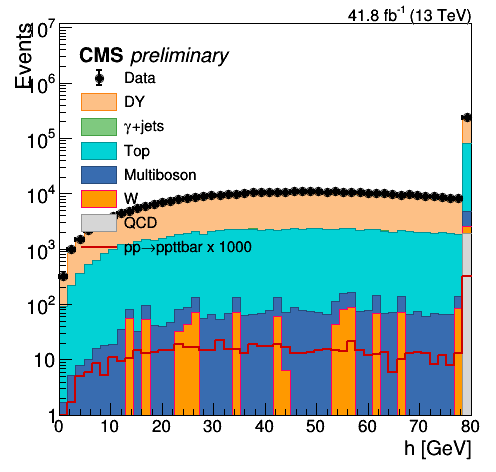 41.8 fb⁻¹ (13 TeV)
Events
CMS preliminary
Data
DY
γ+jets
Top
Multiboson
W
QCD
pp→ppttbar x 1000
10⁷
10⁶
10⁵
10⁴
10³
10²
10
1
0 10 20 30 40 50 60 70 80
h [GeV]